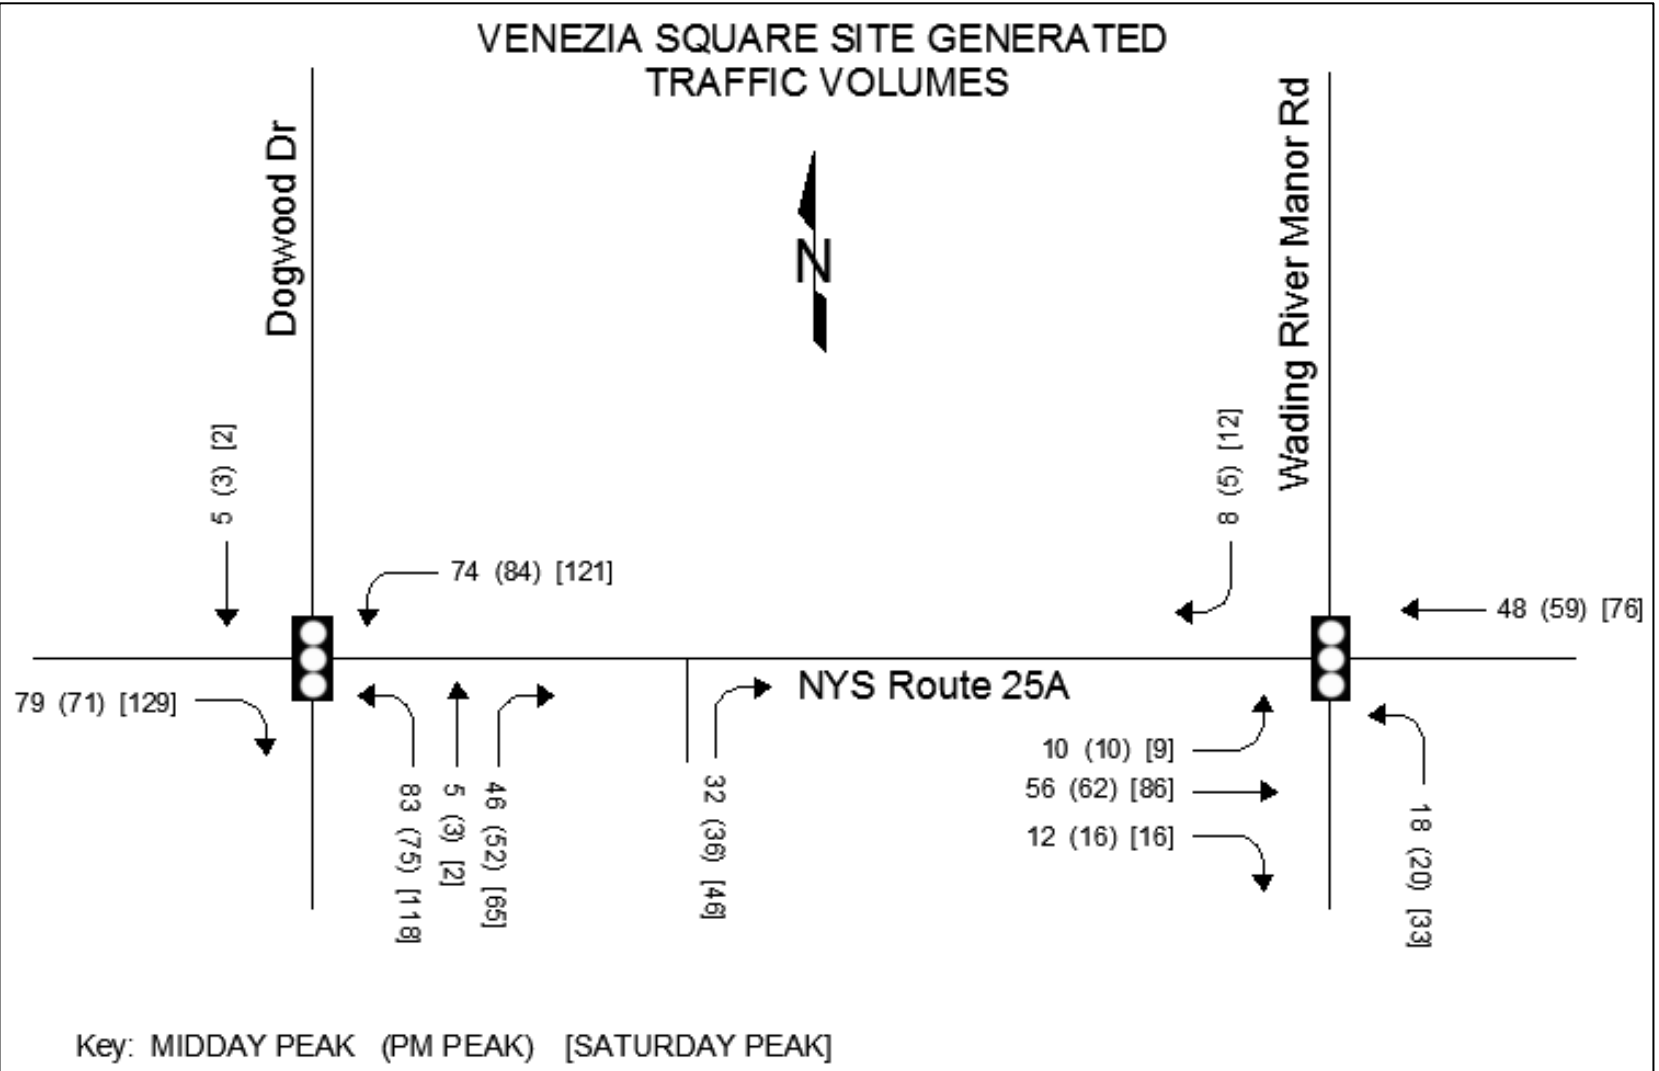 VENEZIA SQUARE SITE GENERATED
TRAFFIC VOLUMES
Dogwood Dr
Wading River Manor Rd
N
5 (3) [2]
8 (5) [12]
74 (84) [121]
48 (59) [76]
79 (71) [129]
NYS Route 25A
83 (75) [118]
5 (3) [2]
46 (52) [65]
32 (36) [46]
10 (10) [9]
56 (62) [86]
12 (16) [16]
18 (20) [33]
Key: MIDDAY PEAK (PM PEAK) [SATURDAY PEAK]